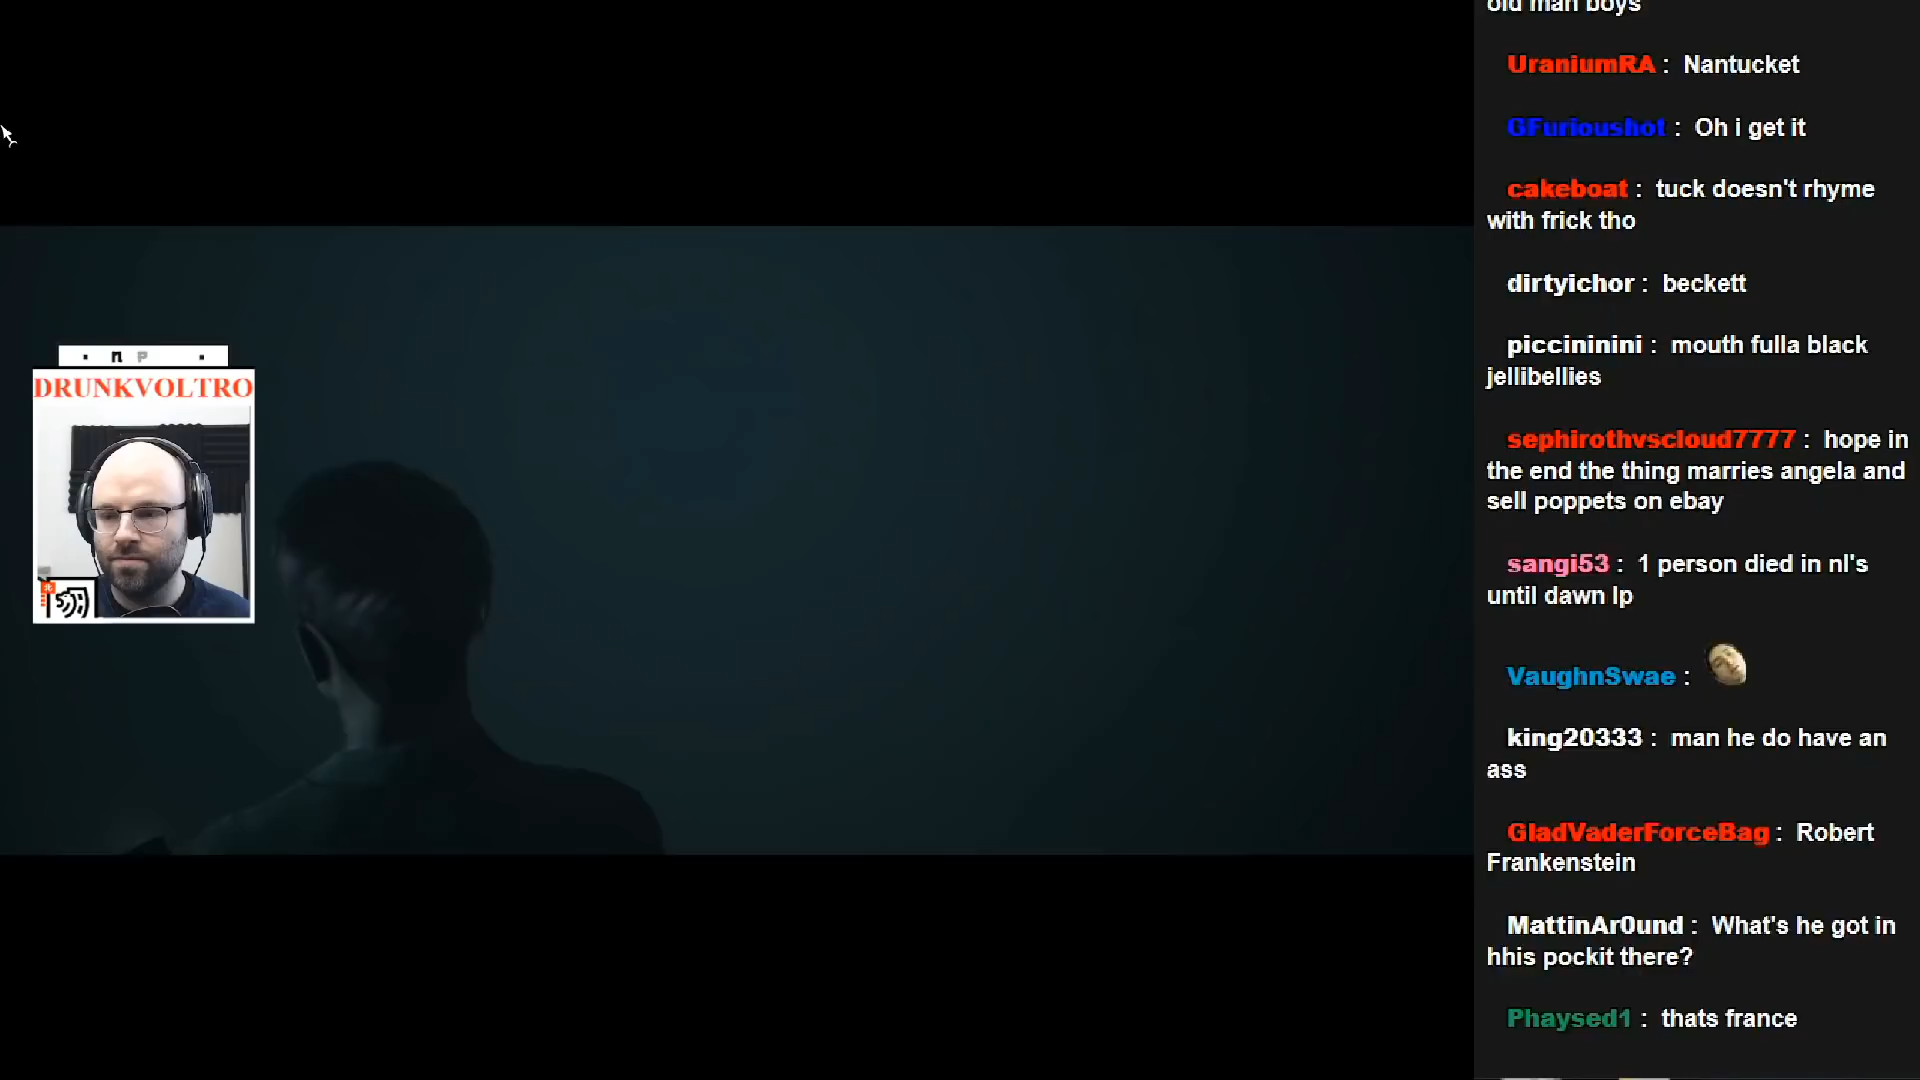 n P
DRUNKVOLTRO
old man boys
UraniumRA : Nantucket
GFurioushot : Oh i get it
cakeboat : tuck doesn't rhyme
with frick tho
dirtyichor : beckett
piccininini : mouth fulla black
jellibellies
sephirothvscloud7777 : hope in
the end the thing marries angela and
sell poppets on ebay
sangi53 : 1 person died in nl's
until dawn lp
VaughnSwae :
king20333 : man he do have an
ass
GladVaderForceBag : Robert
Frankenstein
MattinAr0und : What's he got in
hhis pockit there?
Phaysed1 : thats france